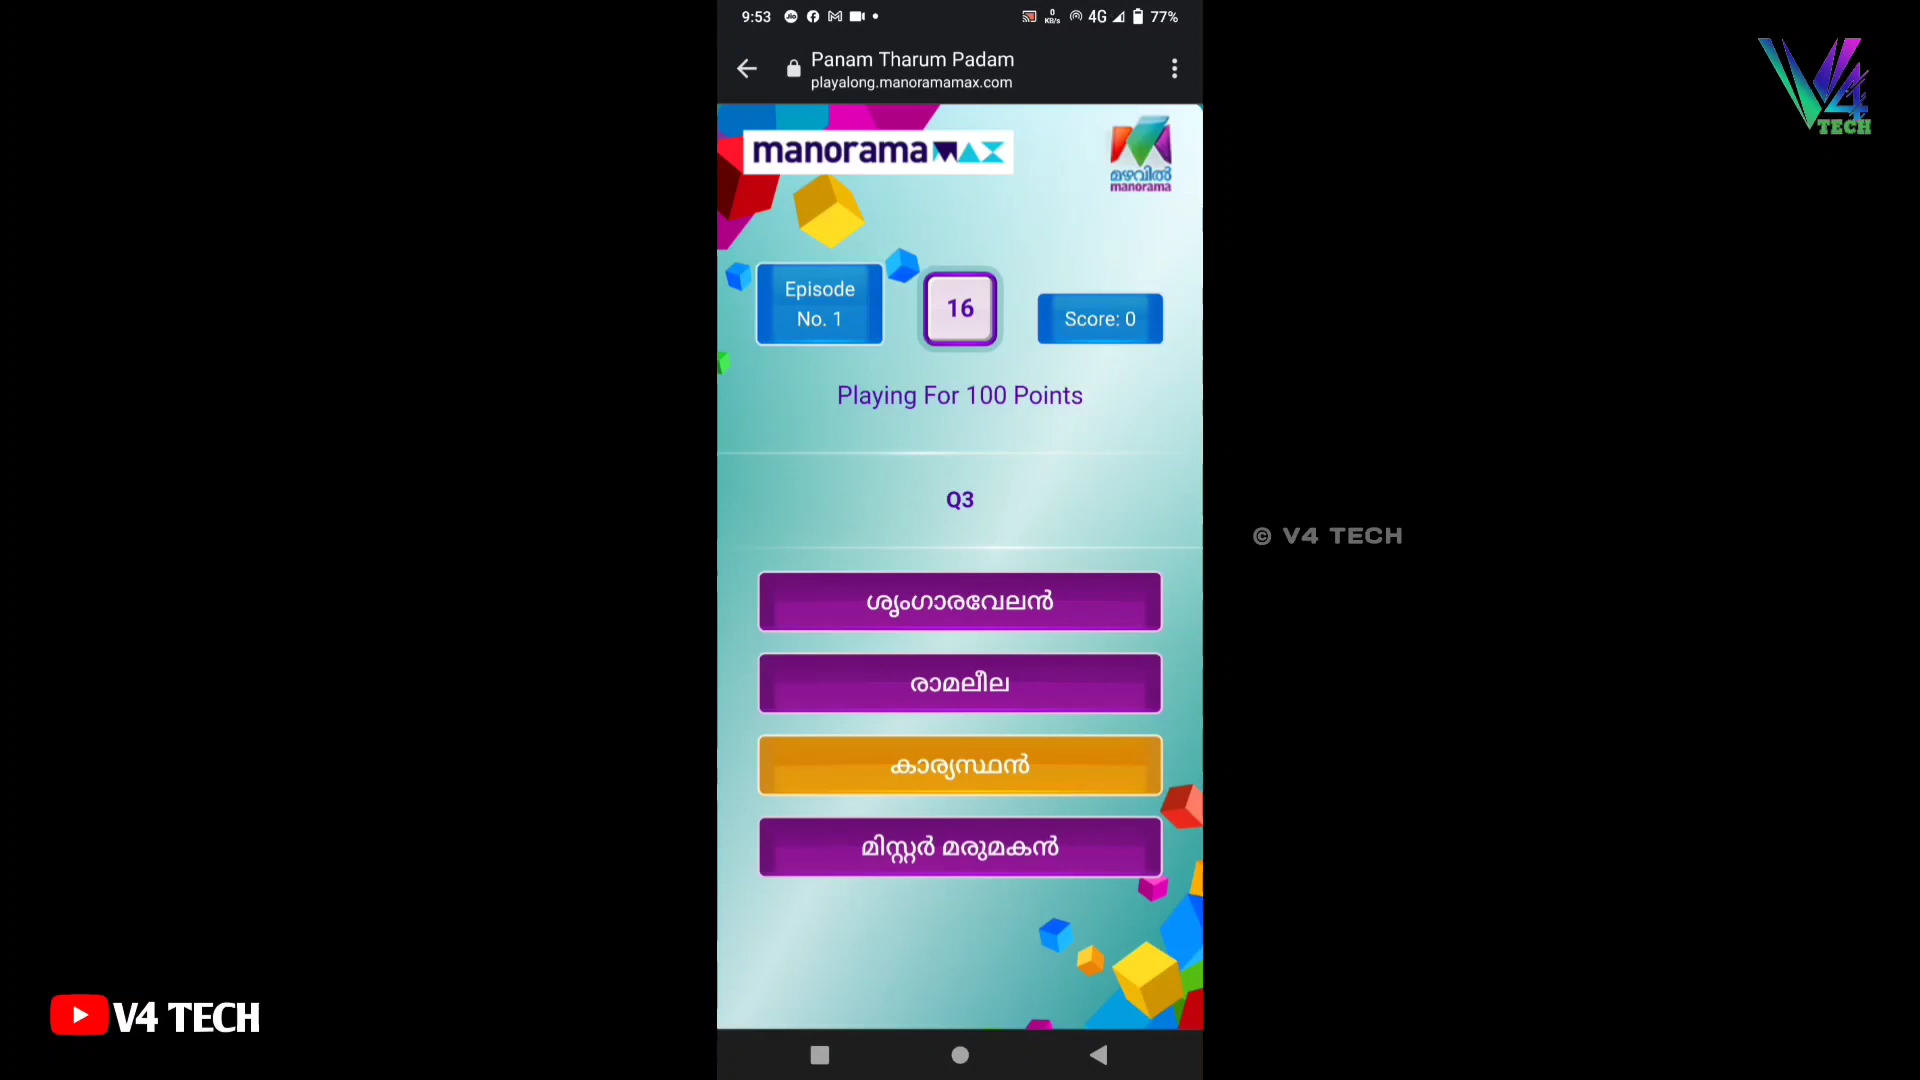 9:53
0
KB/s
4G
77%
Panam Tharum Padam
playalong.manoramamax.com
V4
TECH
manorama MAX
മഴവിൽ
manorama
Episode
No. 1
16
Score: 0
Playing For 100 Points
Q3
© V4 TECH
ശൃംഗാരവേലൻ
രാമലീല
കാര്യസ്ഥൻ
മിസ്റ്റർ മരുമകൻ
V4 TECH